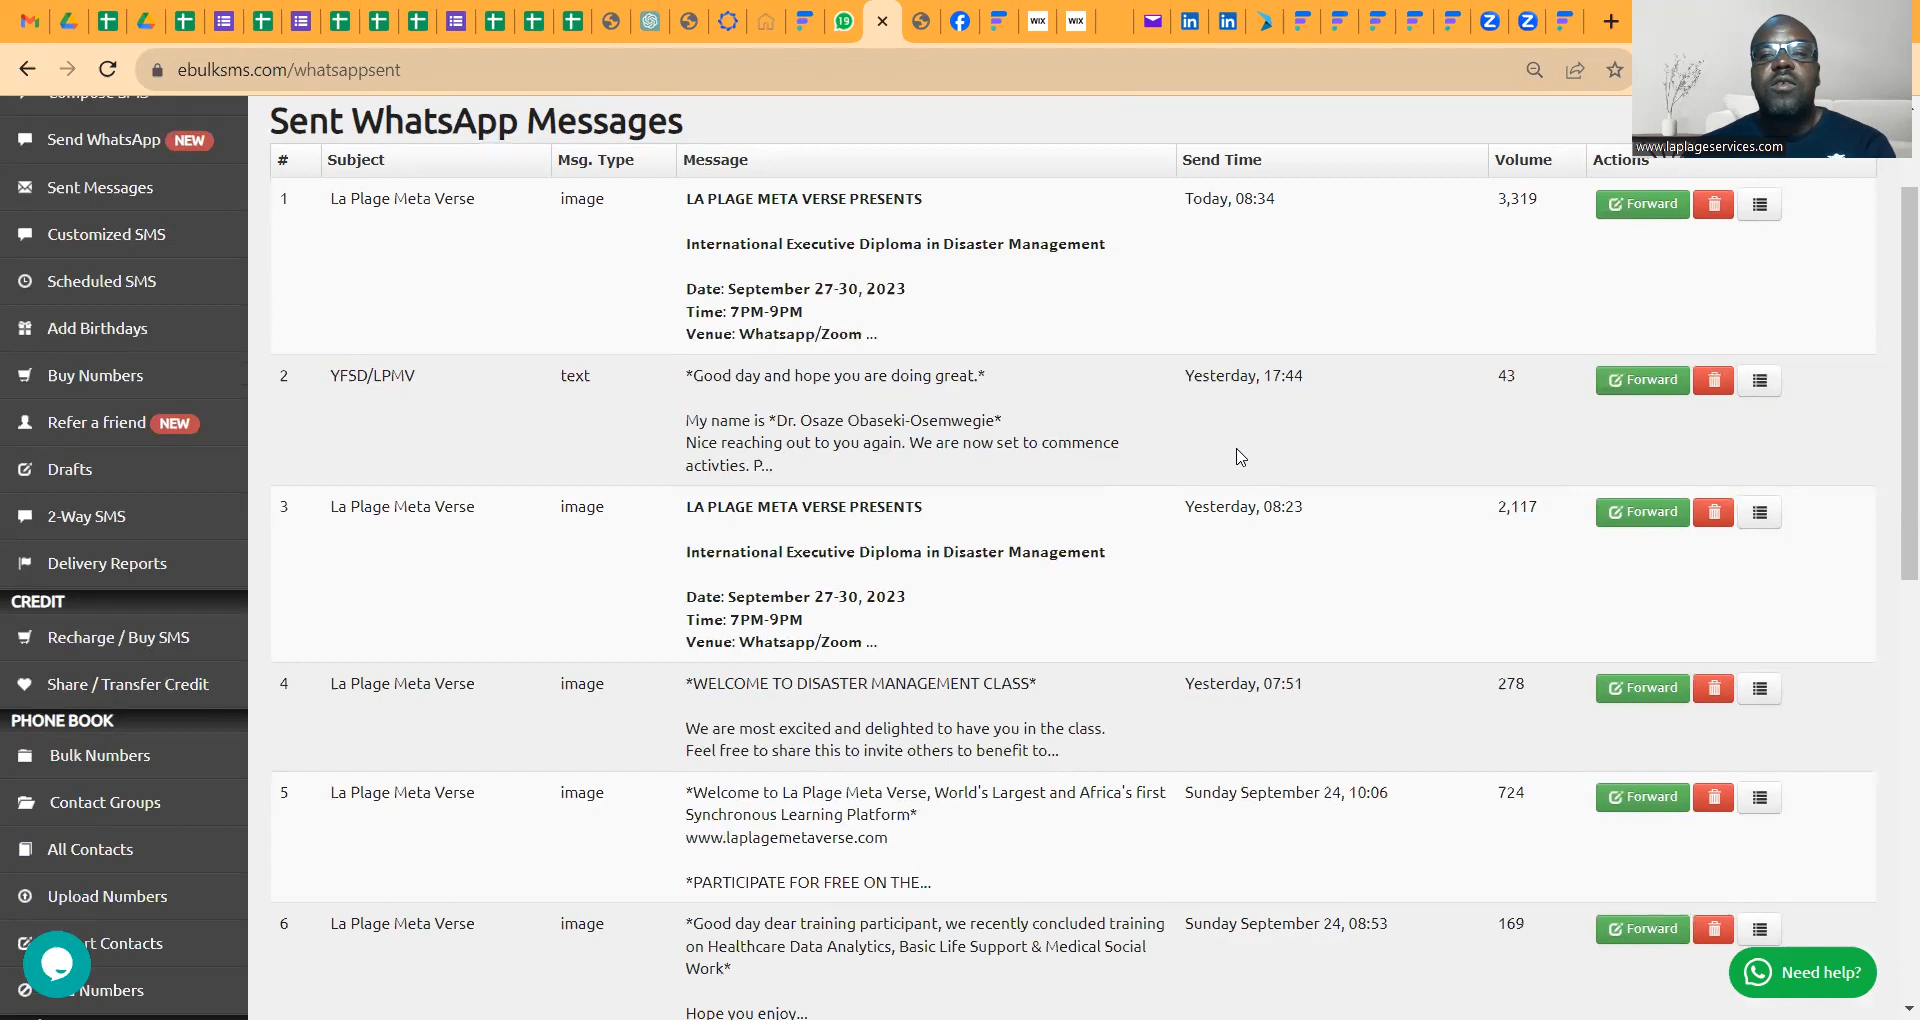 19
WIX
WIX
ebulksms.com/whatsappsent
www.laplageservices.com
Compose SMS
Send WhatsApp NEW
Sent Messages
Customized SMS
Scheduled SMS
Add Birthdays
Buy Numbers
Refer a friend NEW
Drafts
2-Way SMS
Delivery Reports
CREDIT
Recharge / Buy SMS
Share / Transfer Credit
PHONE BOOK
Bulk Numbers
Contact Groups
All Contacts
Upload Numbers
rt Contacts
Numbers
Sent WhatsApp Messages
# Subject Msg. Type Message Send Time Volume Actions
1 La Plage Meta Verse image LA PLAGE META VERSE PRESENTS Today, 08:34 3,319 Forward
International Executive Diploma in Disaster Management
Date: September 27-30, 2023
Time: 7PM-9PM
Venue: Whatsapp/Zoom ...
2 YFSD/LPMV text *Good day and hope you are doing great.* Yesterday, 17:44 43 Forward
My name is *Dr. Osaze Obaseki-Osemwegie*
Nice reaching out to you again. We are now set to commence
activties. P...
3 La Plage Meta Verse image LA PLAGE META VERSE PRESENTS Yesterday, 08:23 2,117 Forward
International Executive Diploma in Disaster Management
Date: September 27-30, 2023
Time: 7PM-9PM
Venue: Whatsapp/Zoom ...
4 La Plage Meta Verse image *WELCOME TO DISASTER MANAGEMENT CLASS* Yesterday, 07:51 278 Forward
We are most excited and delighted to have you in the class.
Feel free to share this to invite others to benefit to...
5 La Plage Meta Verse image *Welcome to La Plage Meta Verse, World's Largest and Africa's first Sunday September 24, 10:06 724 Forward
Synchronous Learning Platform*
www.laplagemetaverse.com
*PARTICIPATE FOR FREE ON THE...
6 La Plage Meta Verse image *Good day dear training participant, we recently concluded training Sunday September 24, 08:53 169 Forward
on Healthcare Data Analytics, Basic Life Support & Medical Social
Work*
Hope you enjoy...
Need help?